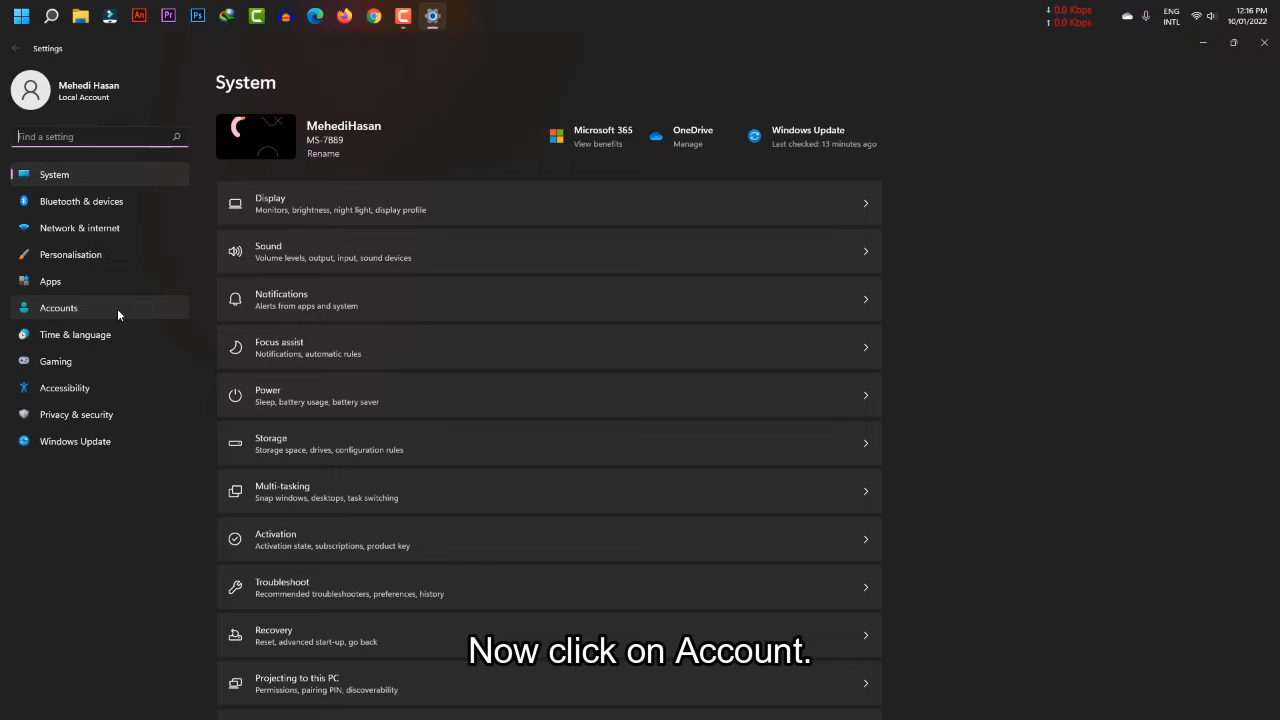 An
Pr
Ps
↓ 0.0 Kbps
↑ 0.0 Kbps
ENG
INTL
12:16 PM
10/01/2022
Settings
Mehedi Hasan
Local Account
Find a setting
System
Bluetooth & devices
Network & internet
Personalisation
Apps
Accounts
Time & language
Gaming
Accessibility
Privacy & security
Windows Update
System
MehediHasan
MS-7B89
Rename
Microsoft 365
View benefits
OneDrive
Manage
Windows Update
Last checked: 13 minutes ago
Display
Monitors, brightness, night light, display profile
Sound
Volume levels, output, input, sound devices
Notifications
Alerts from apps and system
Focus assist
Notifications, automatic rules
Power
Sleep, battery usage, battery saver
Storage
Storage space, drives, configuration rules
Multi-tasking
Snap windows, desktops, task switching
Activation
Activation state, subscriptions, product key
Troubleshoot
Recommended troubleshooters, preferences, history
Recovery
Reset, advanced start-up, go back
Projecting to this PC
Permissions, pairing PIN, discoverability
Now click on Account.